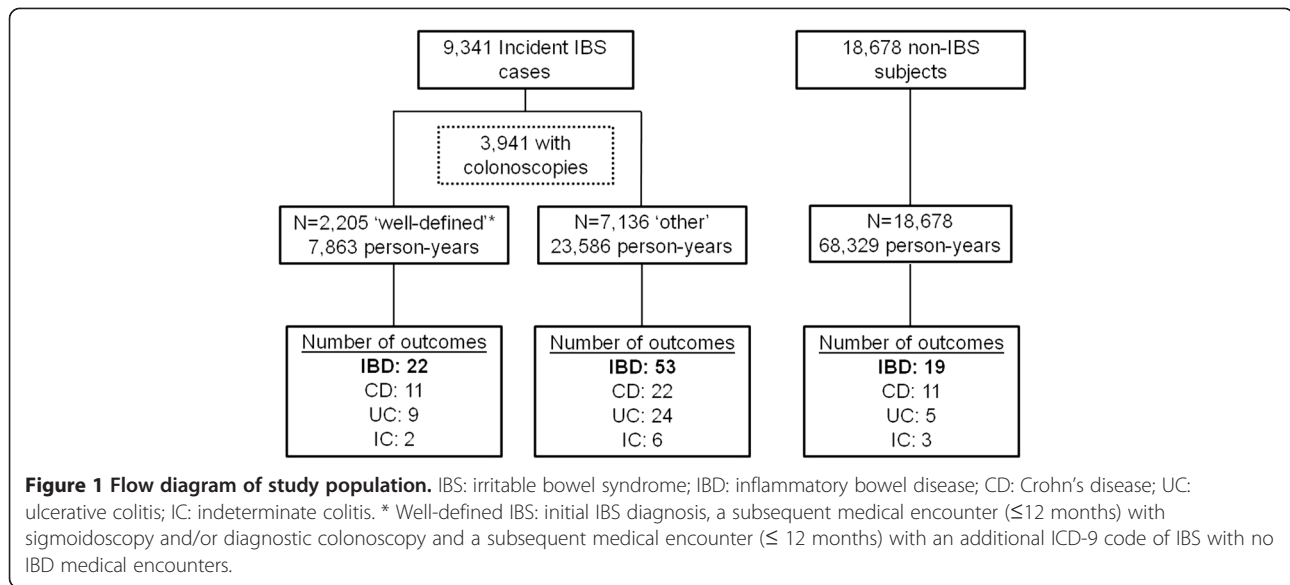 9,341 Incident IBS
cases
18,678 non-IBS
subjects
3,941 with
colonoscopies
N=2,205 'well-defined'*
7,863 person-years
N=7,136 'other'
23,586 person-years
N=18,678
68,329 person-years
Number of outcomes
IBD: 22
CD: 11
UC: 9
IC: 2
Number of outcomes
IBD: 53
CD: 22
UC: 24
IC: 6
Number of outcomes
IBD: 19
CD: 11
UC: 5
IC: 3
Figure 1 Flow diagram of study population. IBS: irritable bowel syndrome; IBD: inflammatory bowel disease; CD: Crohn's disease; UC:
ulcerative colitis; IC: indeterminate colitis. * Well-defined IBS: initial IBS diagnosis, a subsequent medical encounter (≤12 months) with
sigmoidoscopy and/or diagnostic colonoscopy and a subsequent medical encounter (≤ 12 months) with an additional ICD-9 code of IBS with no
IBD medical encounters.